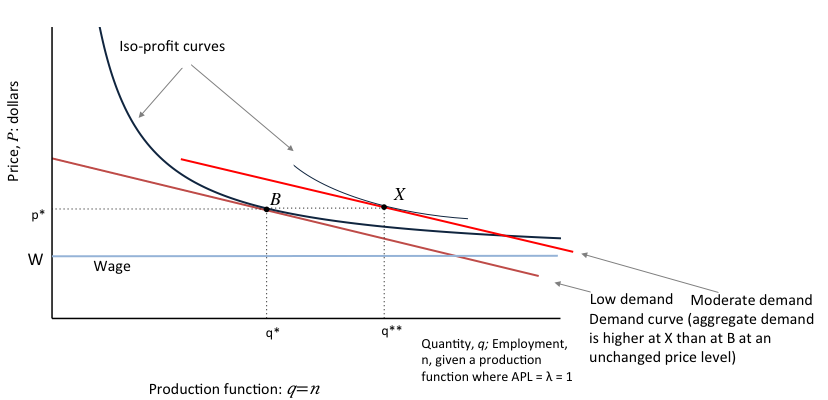 Iso-profit curves
Price, P: dollars
B
X
p*
W
Wage
q*
q**
Low demand
Moderate demand
Demand curve (aggregate demand
is higher at X than at B at an
unchanged price level)
Quantity, q; Employment,
n, given a production
function where APL = λ = 1
Production function: q=n